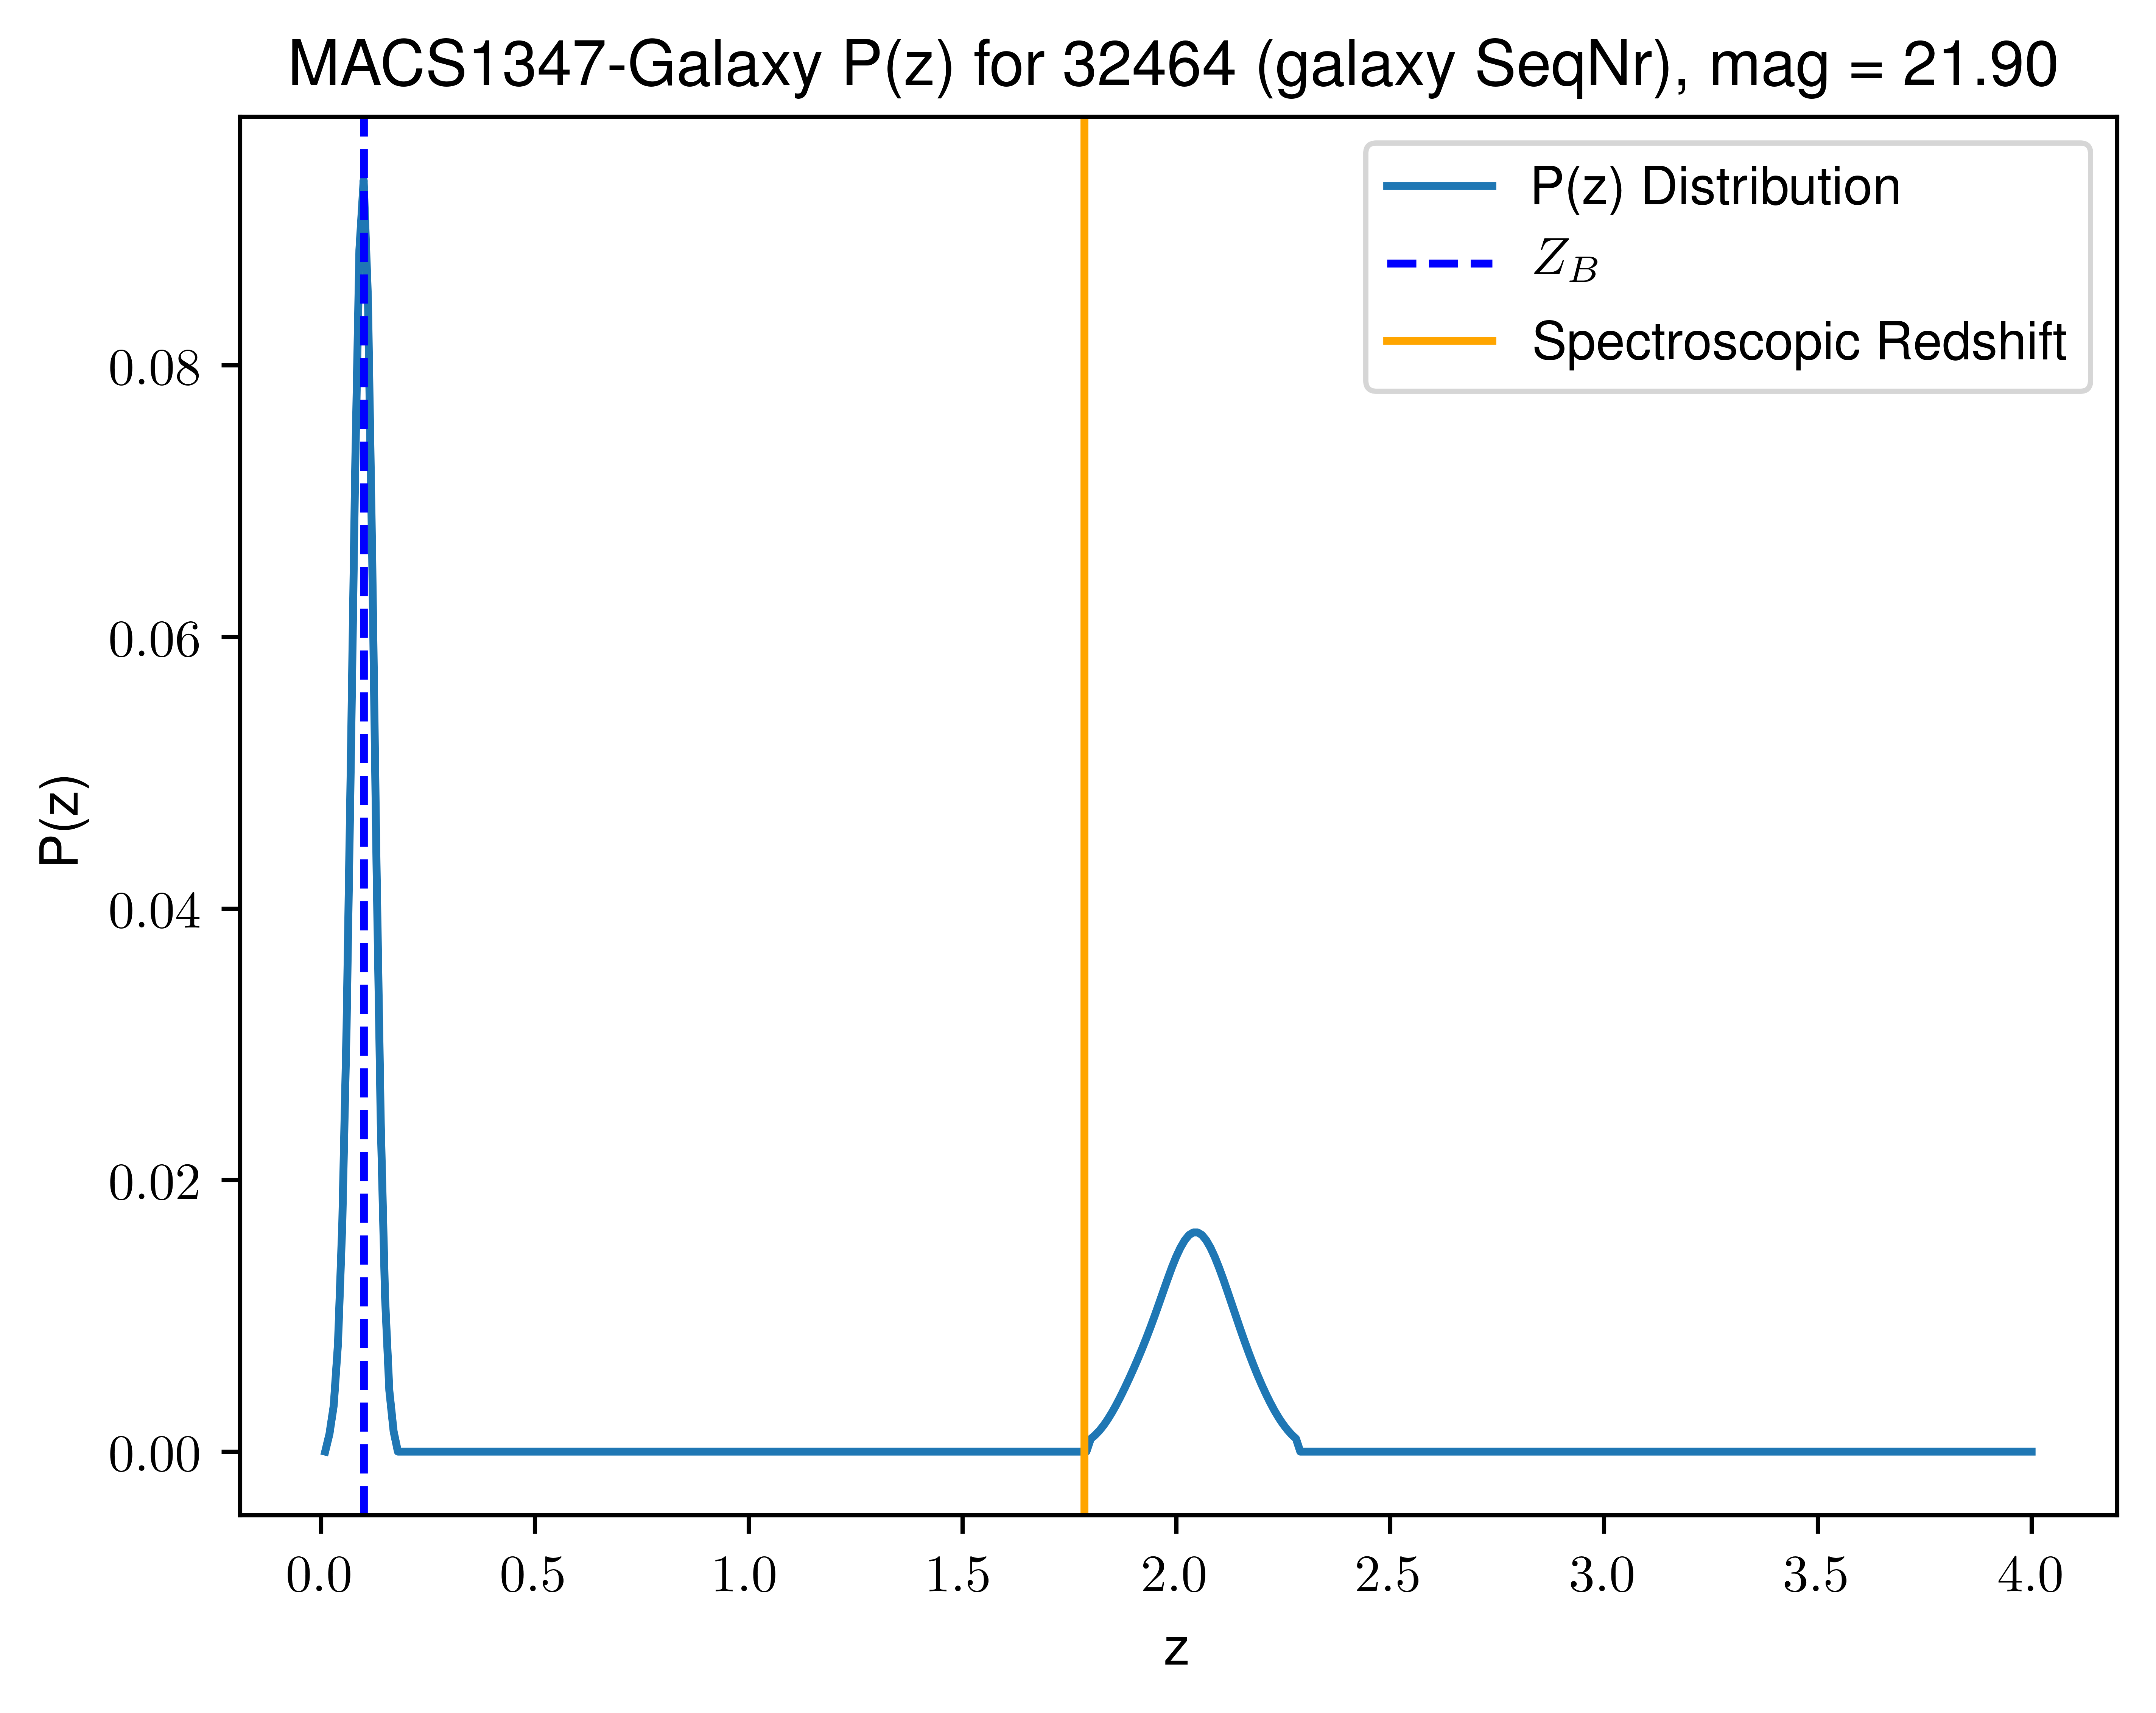 MACS1347-Galaxy P(z) for 32464 (galaxy SeqNr), mag = 21.90
P(z) Distribution
Z_B
Spectroscopic Redshift
0.08
0.06
0.04
0.02
0.00
P(z)
0.0 0.5 1.0 1.5 2.0 2.5 3.0 3.5 4.0
z